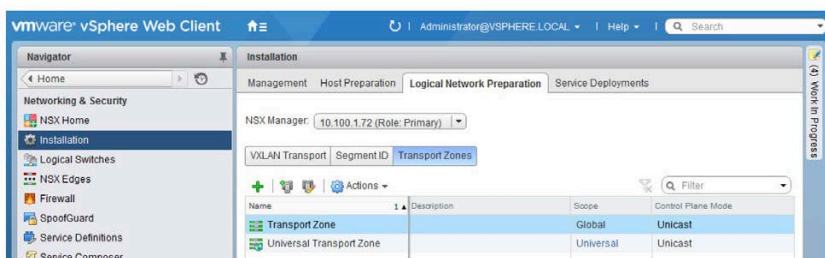 vmware® vSphere Web Client
Administrator@VSPHERE.LOCAL
Help
Search
Navigator
Installation
Home
Management Host Preparation Logical Network Preparation Service Deployments
Networking & Security
NSX Home
NSX Manager: 10.100.1.72 (Role: Primary)
Installation
Logical Switches
VXLAN Transport Segment ID Transport Zones
NSX Edges
Firewall
Actions
Filter
SpoofGuard
Name 1 Description Scope Control Plane Mode
Service Definitions
Transport Zone Global Unicast
Service Composer
Universal Transport Zone Universal Unicast
(4) Work In Progress